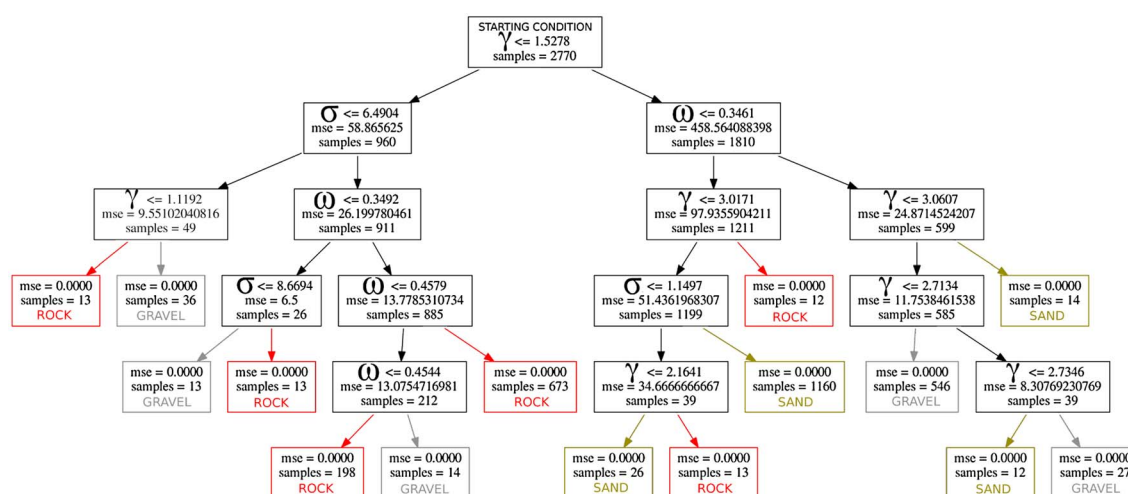 STARTING CONDITION
γ <= 1.5278
samples = 2770
σ <= 6.4904
mse = 58.865625
samples = 960
ω <= 0.3461
mse = 458.564088398
samples = 1810
γ <= 1.1192
mse = 9.55102040816
samples = 49
ω <= 0.3492
mse = 26.199780461
samples = 911
γ <= 3.0171
mse = 97.9355904211
samples = 1211
γ <= 3.0607
mse = 24.8714524207
samples = 599
mse = 0.0000
samples = 13
ROCK
mse = 0.0000
samples = 36
GRAVEL
σ <= 8.6694
mse = 6.5
samples = 26
ω <= 0.4579
mse = 13.7785310734
samples = 885
σ <= 1.1497
mse = 51.4361968307
samples = 1199
mse = 0.0000
samples = 12
ROCK
γ <= 2.7134
mse = 11.7538461538
samples = 585
mse = 0.0000
samples = 14
SAND
mse = 0.0000
samples = 13
GRAVEL
mse = 0.0000
samples = 13
ROCK
ω <= 0.4544
mse = 13.0754716981
samples = 212
mse = 0.0000
samples = 673
ROCK
γ <= 2.1641
mse = 34.6666666667
samples = 39
mse = 0.0000
samples = 1160
SAND
mse = 0.0000
samples = 546
GRAVEL
γ <= 2.7346
mse = 8.30769230769
samples = 39
mse = 0.0000
samples = 198
ROCK
mse = 0.0000
samples = 14
GRAVEL
mse = 0.0000
samples = 26
SAND
mse = 0.0000
samples = 13
ROCK
mse = 0.0000
samples = 12
SAND
mse = 0.0000
samples = 27
GRAVEL